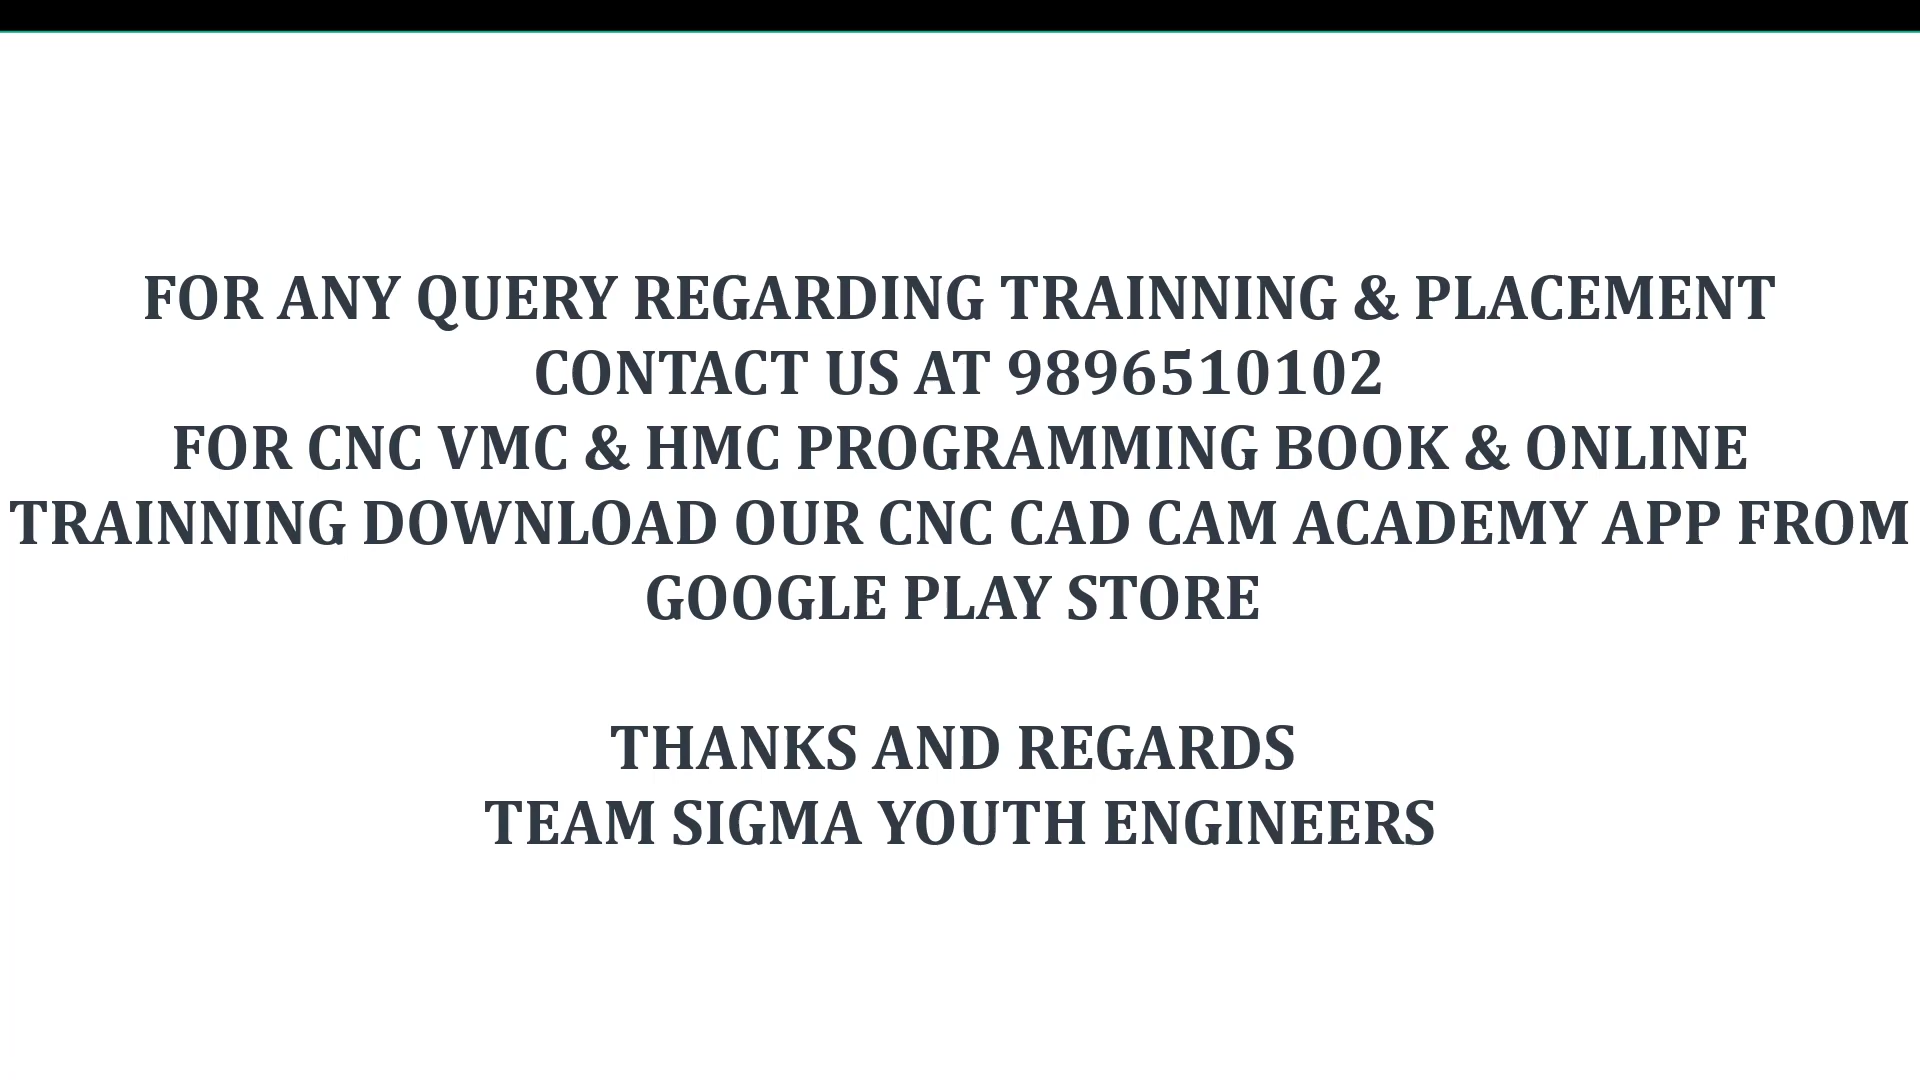 FOR ANY QUERY REGARDING TRAINNING & PLACEMENT
CONTACT US AT 9896510102
FOR CNC VMC & HMC PROGRAMMING BOOK & ONLINE
TRAINNING DOWNLOAD OUR CNC CAD CAM ACADEMY APP FROM
GOOGLE PLAY STORE
THANKS AND REGARDS
TEAM SIGMA YOUTH ENGINEERS